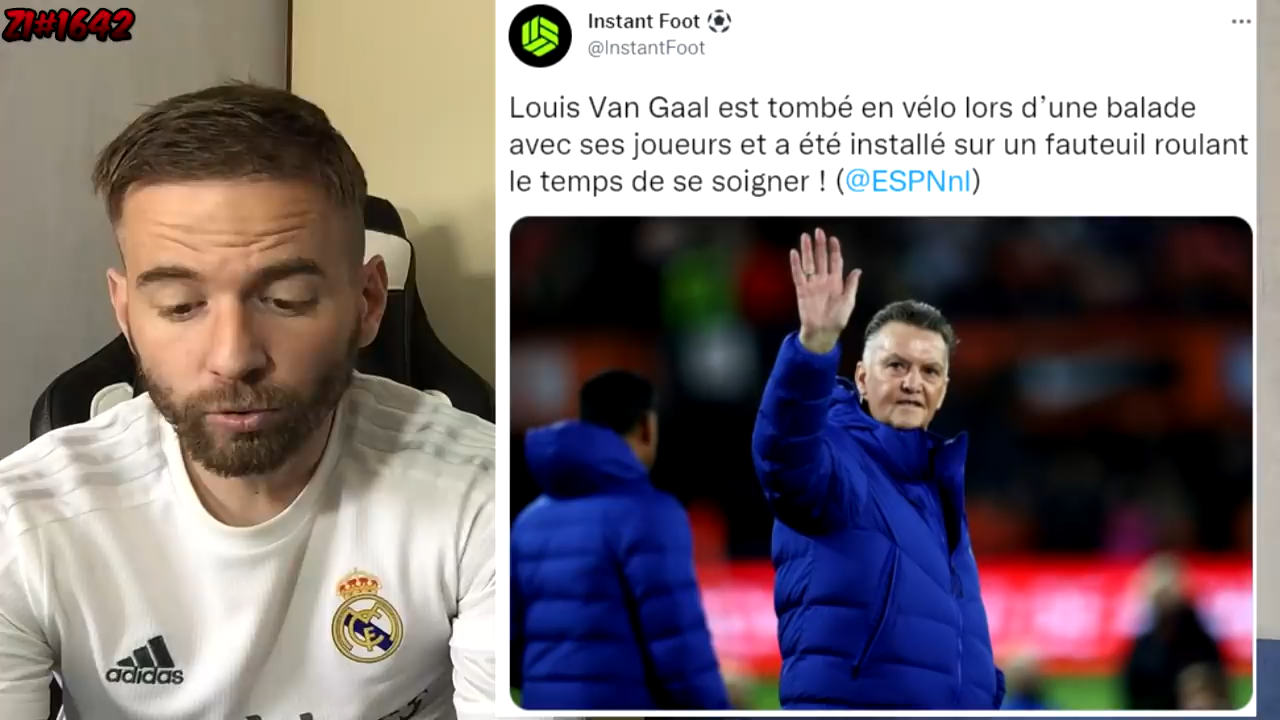 Z1#1642
Instant Foot ⚽
@InstantFoot
Louis Van Gaal est tombé en vélo lors d’une balade
avec ses joueurs et a été installé sur un fauteuil roulant
le temps de se soigner ! (@ESPNnl)
adidas